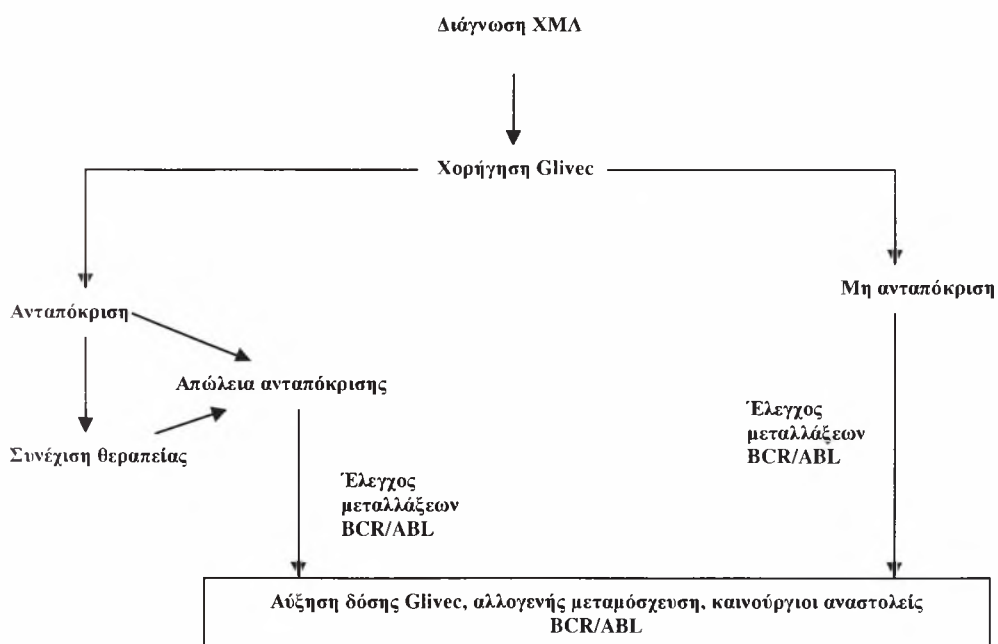 Διάγνωση ΧΜΛ
Χορήγηση Glivec
Μη ανταπόκριση
Ανταπόκριση
Απώλεια ανταπόκρισης
Συνέχιση θεραπείας
Έλεγχος
μεταλλάξεων
BCR/ABL
Έλεγχος
μεταλλάξεων
BCR/ABL
Αύξηση δόσης Glivec, αλλογενής μεταμόσχευση, καινούργιοι αναστολείς
BCR/ABL